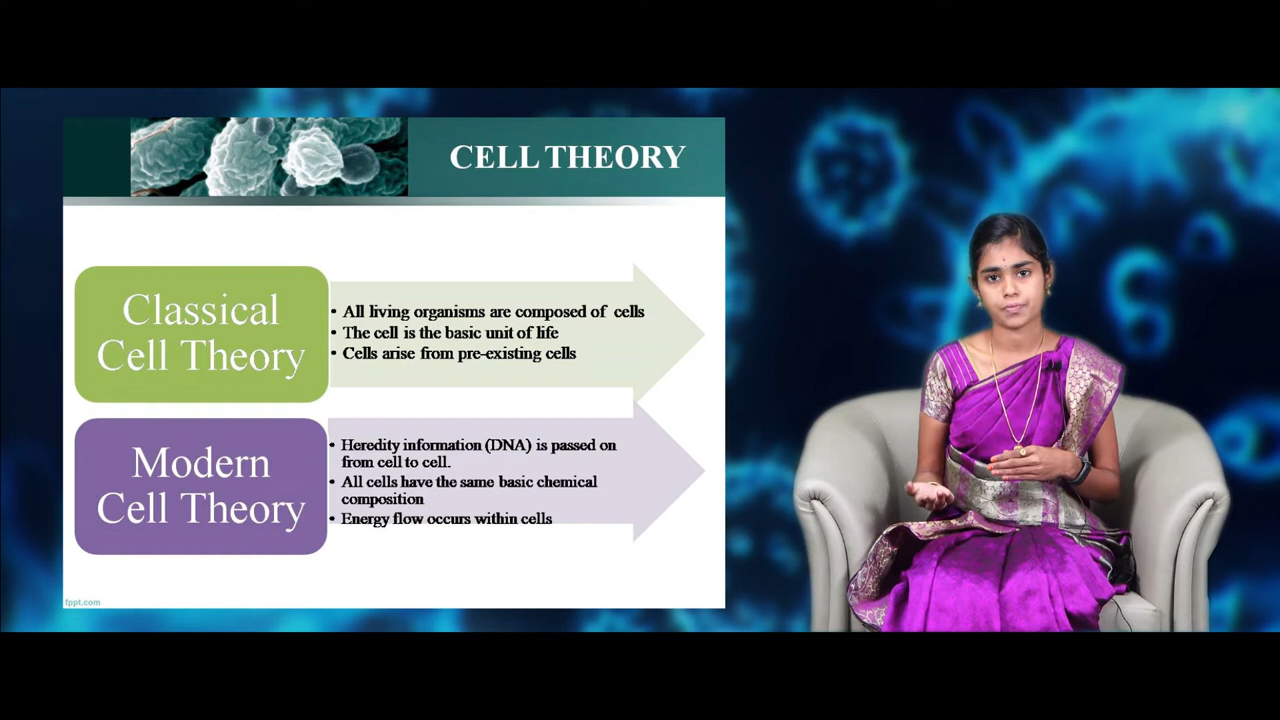 CELL THEORY
Classical
Cell Theory
• All living organisms are composed of cells
• The cell is the basic unit of life
• Cells arise from pre-existing cells
Modern
Cell Theory
• Heredity information (DNA) is passed on
from cell to cell.
• All cells have the same basic chemical
composition
• Energy flow occurs within cells
fppt.com